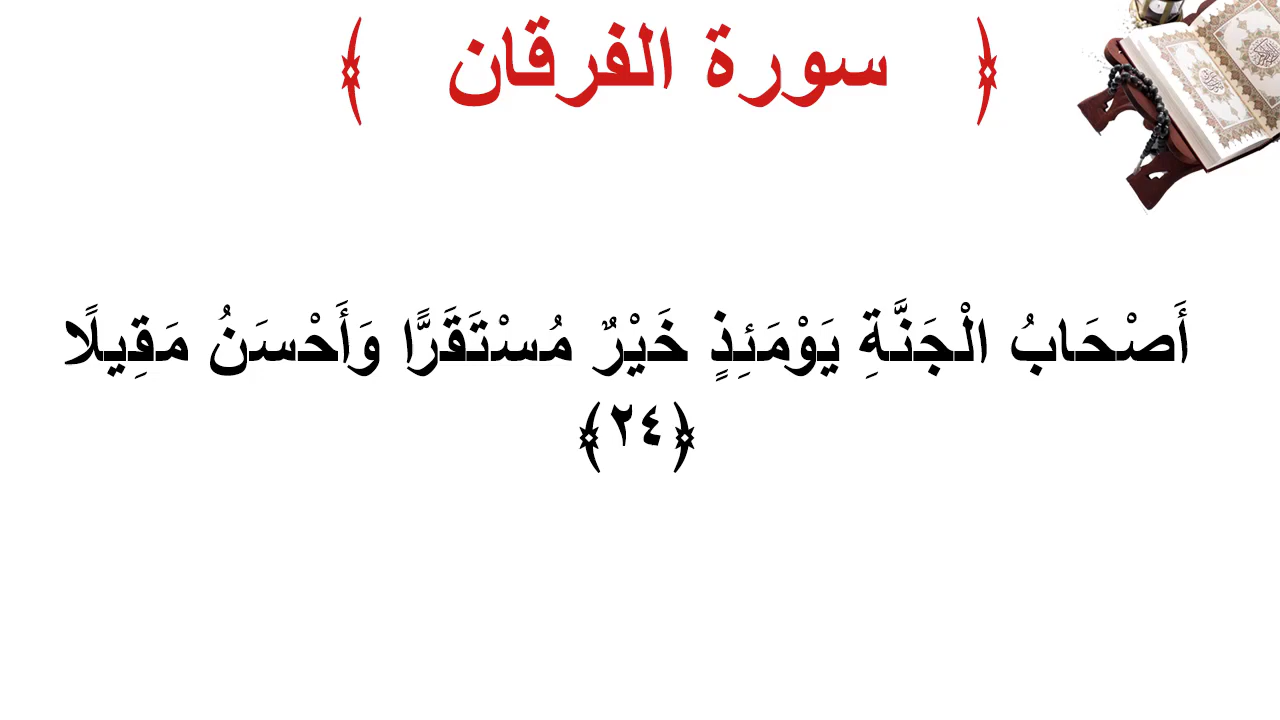 ﴿ سورة الفرقان ﴾
أَصْحَابُ الْجَنَّةِ يَوْمَئِذٍ خَيْرٌ مُسْتَقَرًّا وَأَحْسَنُ مَقِيلًا
﴿٢٤﴾